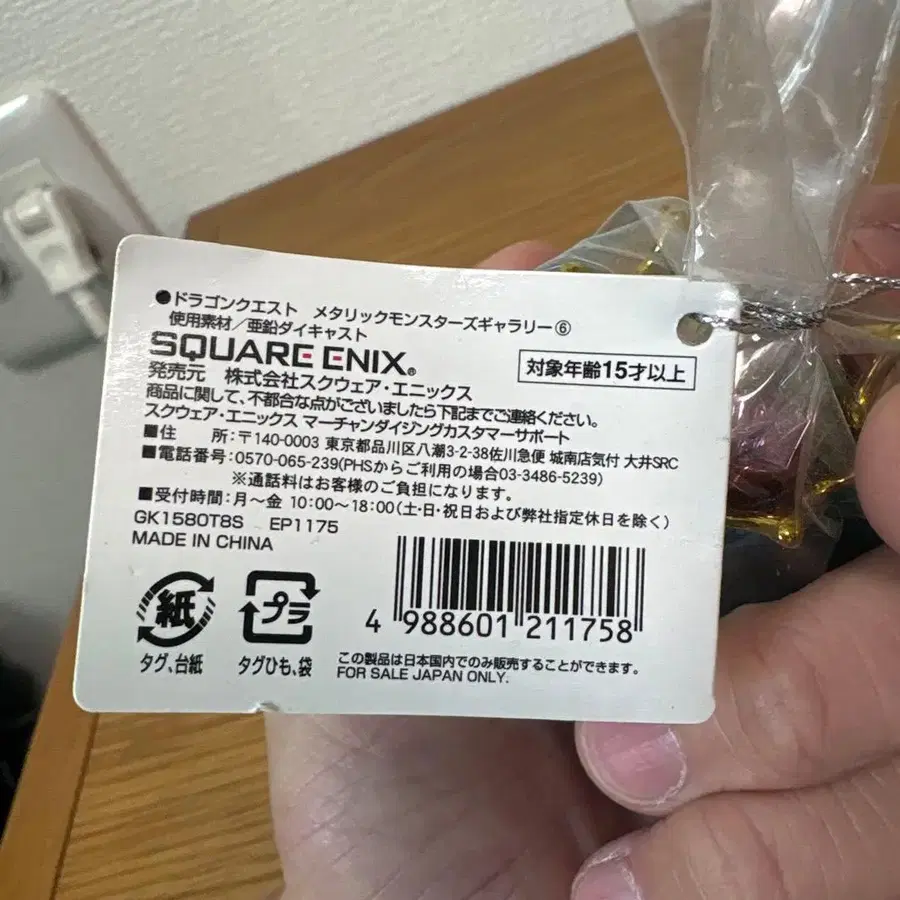 ●ドラゴンクエスト メタリックモンスターズギャラリー⑥
使用素材/亜鉛ダイキャスト
SQUARE ENIX®
発売元 株式会社スクウェア・エニックス
対象年齢15才以上
商品に関して、不都合な点がございましたら下記までご連絡ください。
スクウェア・エニックス マーチャンダイジングカスタマーサポート
■住 所:〒140-0003 東京都品川区八潮3-2-38佐川急便 城南店気付 大井SRC
■電話番号:0570-065-239(PHSからご利用の場合03-3486-5239)
※通話料はお客様のご負担になります。
■受付時間:月～金 10:00～18:00(土・日・祝日および弊社指定休日を除く)
GK1580T8S EP1175
MADE IN CHINA
紙
プラ
タグ、台紙
タグひも、袋
4 988601 211758
この製品は日本国内でのみ販売することができます。
FOR SALE JAPAN ONLY.